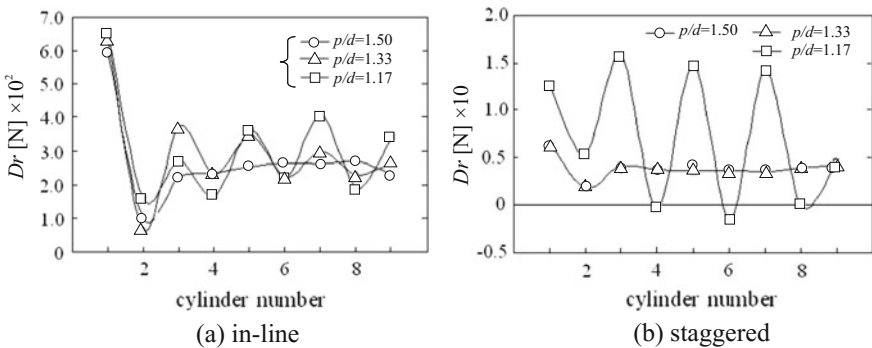 7.0
6.0
5.0
4.0
3.0
2.0
1.0
0
Dr [N] ×10²
p/d=1.50
p/d=1.33
p/d=1.17
2 4 6 8
cylinder number
(a) in-line
2.0
1.5
1.0
0.5
0
-0.5
Dr [N] ×10
p/d=1.50 p/d=1.33
p/d=1.17
2 4 6 8
cylinder number
(b) staggered